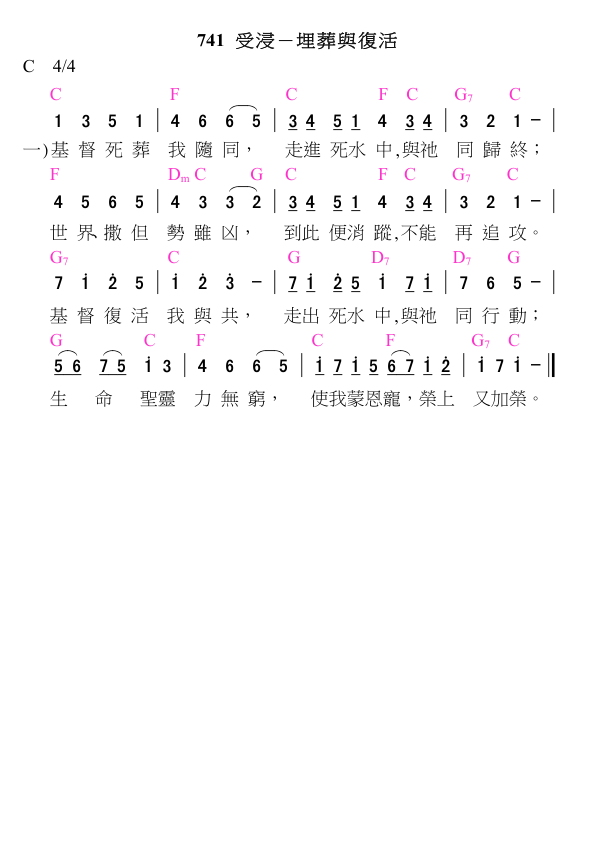 741 受浸－埋葬與復活
C 4/4
C F C F C G7 C
1 3 5 1 | 4 6 6 5 | 3 4 5 1 4 3 4 | 3 2 1 － |
一)基督死葬 我隨同， 走進死水中,與祂 同歸終；
F Dm C G C F C G7 C
4 5 6 5 | 4 3 3 2 | 3 4 5 1 4 3 4 | 3 2 1 － |
世界、撒但 勢雖凶， 到此便消蹤,不能 再追攻。
G7 C G D7 D7 G
7 i 2̇ 5 | i 2̇ 3̇ － | 7 i 2̇ 5 i 7 i | 7 6 5 － |
基督復活 我與共， 走出死水中,與祂 同行動；
G C F C F G7 C
5 6 7 5 i 3 | 4 6 6 5 | i 7 i 5 6 7 i 2̇ | i 7 i － ‖
生 命 聖靈 力無窮， 使我蒙恩寵，榮上 又加榮。